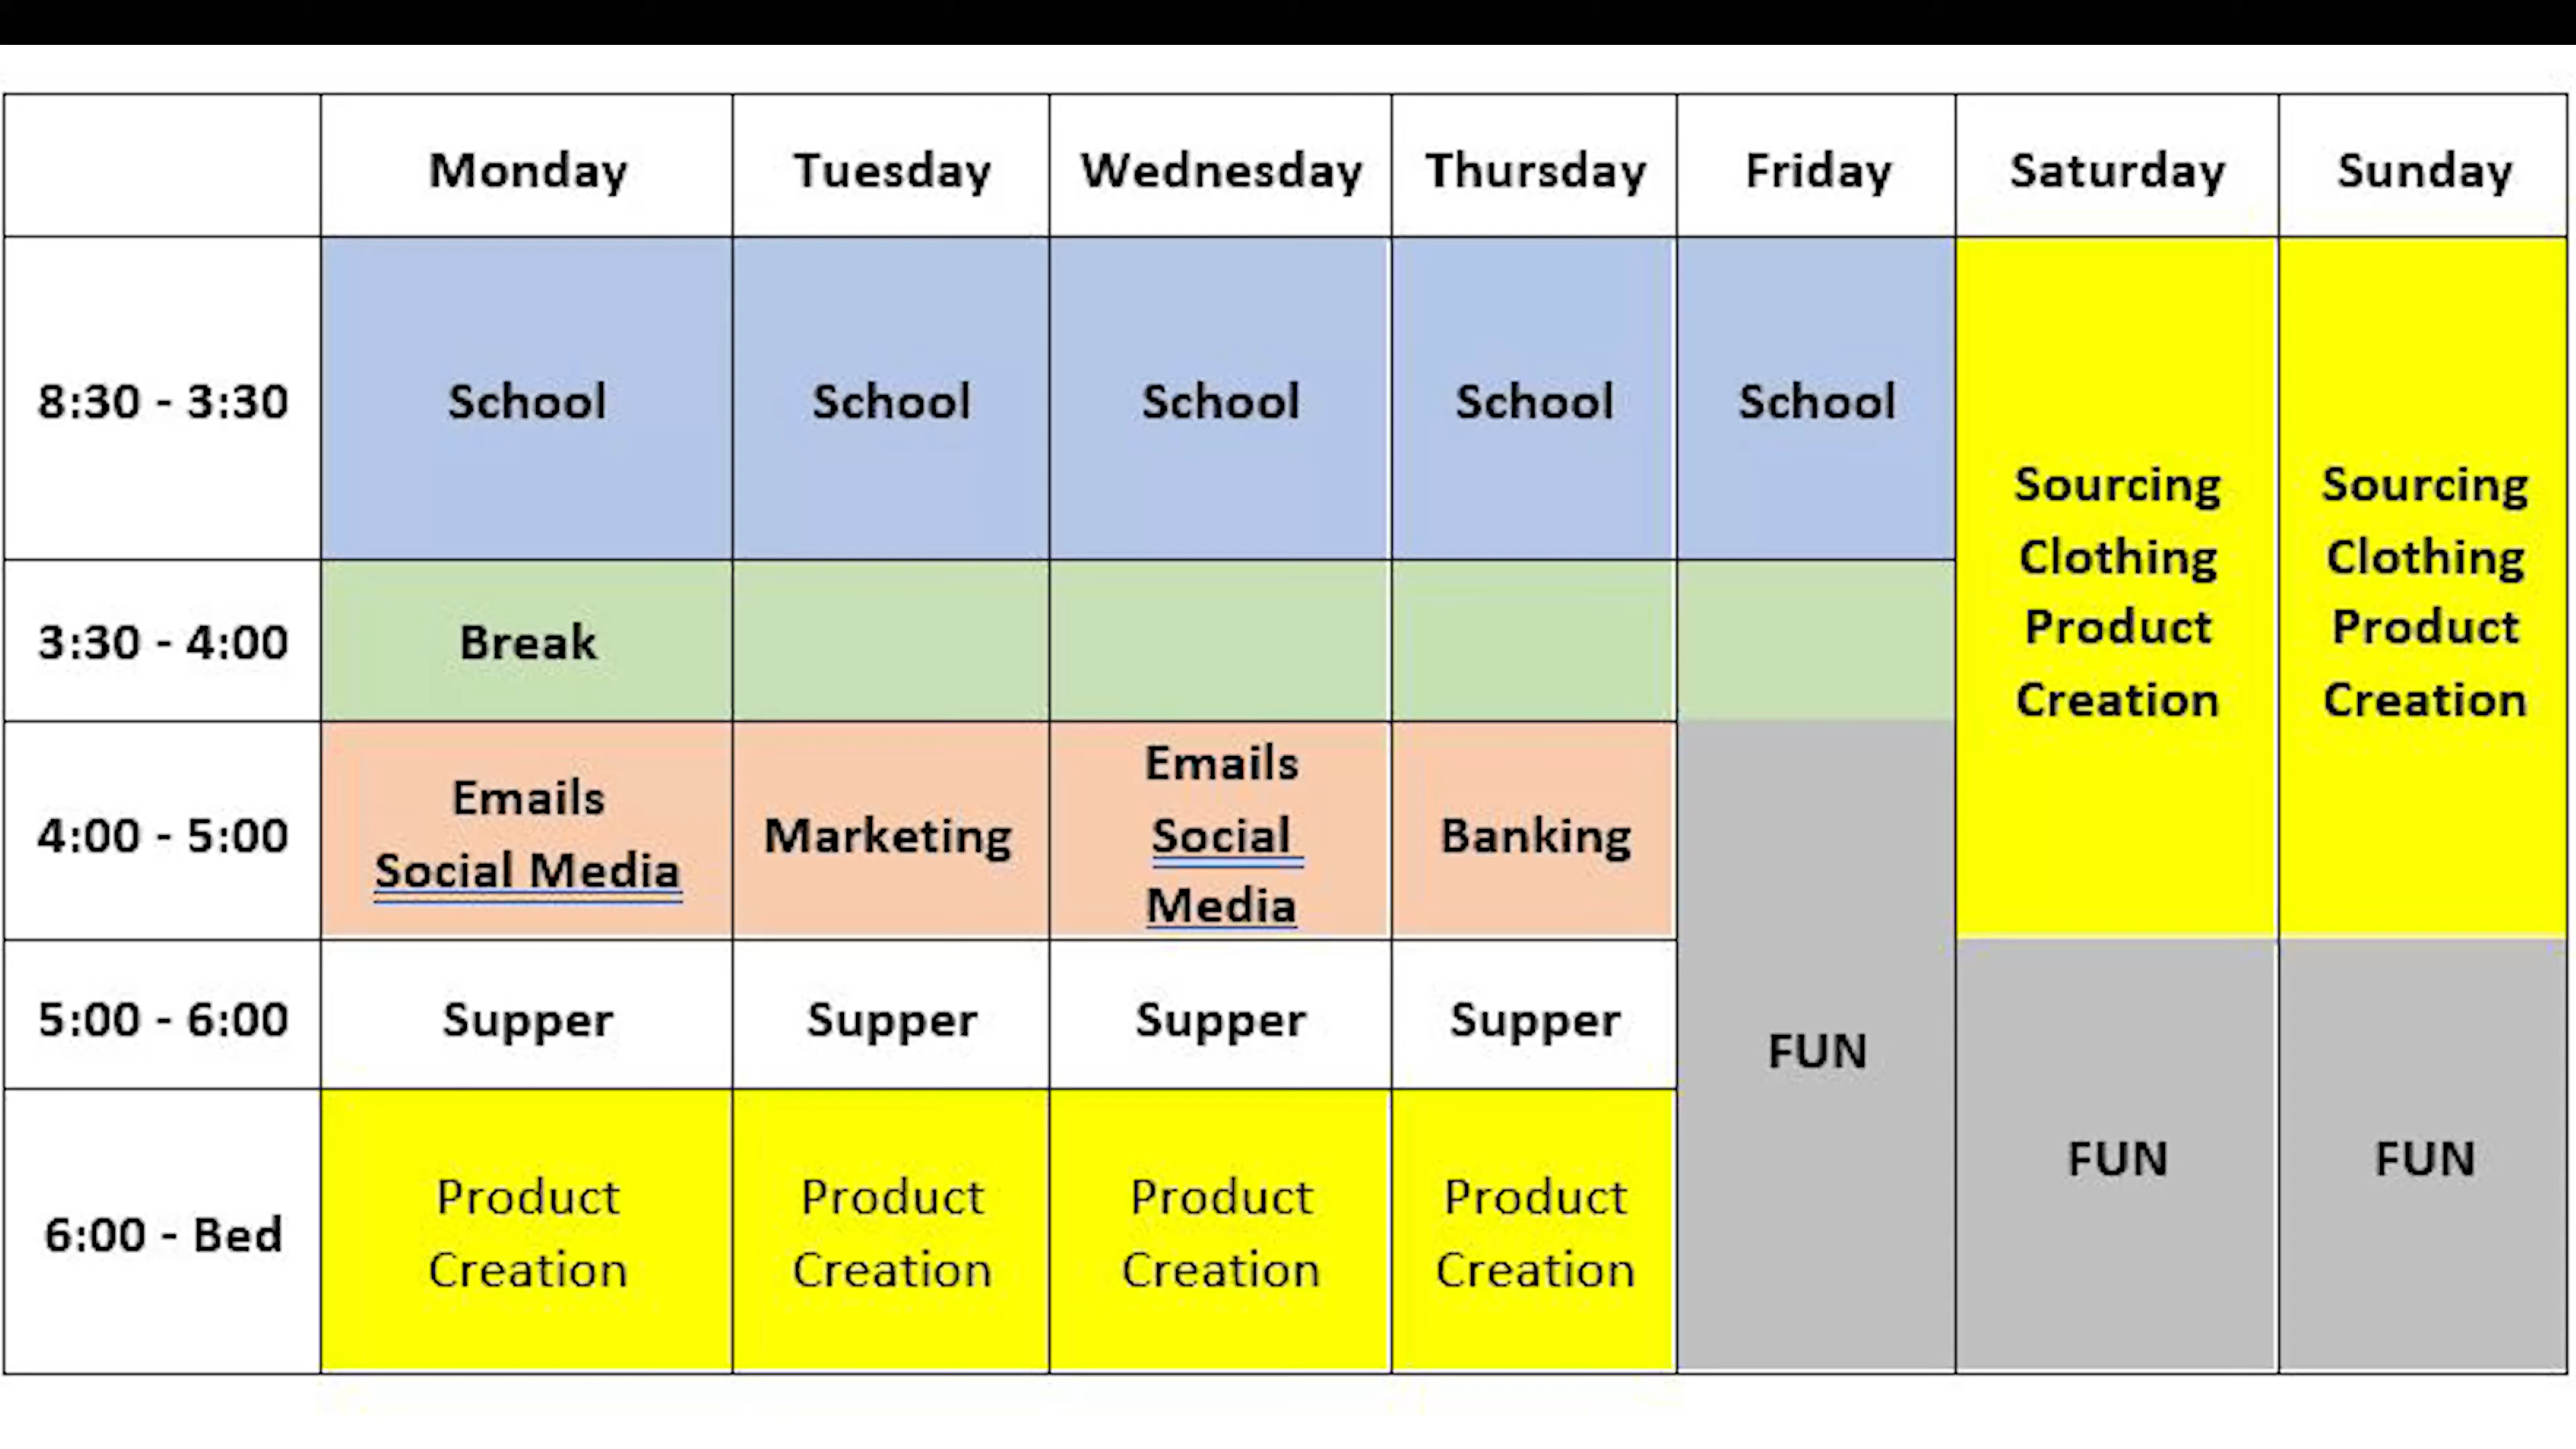 Monday Tuesday Wednesday Thursday Friday Saturday Sunday
8:30 - 3:30 School School School School School
Sourcing
Clothing
Product
Creation
Sourcing
Clothing
Product
Creation
3:30 - 4:00 Break
4:00 - 5:00
Emails
Social Media
Marketing
Emails
Social
Media
Banking
5:00 - 6:00 Supper Supper Supper Supper
FUN
FUN
FUN
6:00 - Bed
Product
Creation
Product
Creation
Product
Creation
Product
Creation